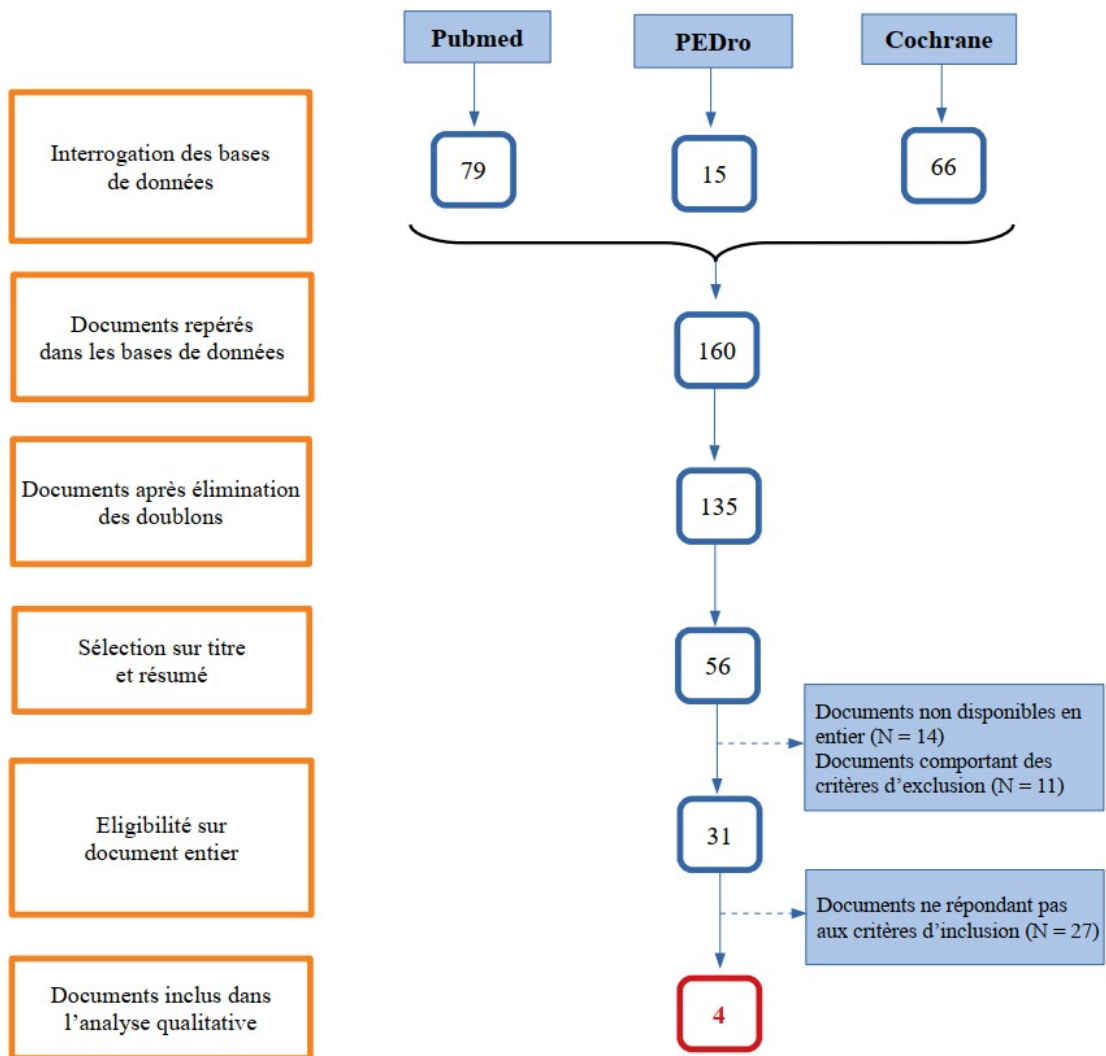 Pubmed
PEDro
Cochrane
Interrogation des bases
de données
79
15
66
Documents repérés
dans les bases de données
160
Documents après élimination
des doublons
135
Sélection sur titre
et résumé
56
Documents non disponibles en
entier (N = 14)
Documents comportant des
critères d’exclusion (N = 11)
Eligibilité sur
document entier
31
Documents ne répondant pas
aux critères d’inclusion (N = 27)
Documents inclus dans
l’analyse qualitative
4